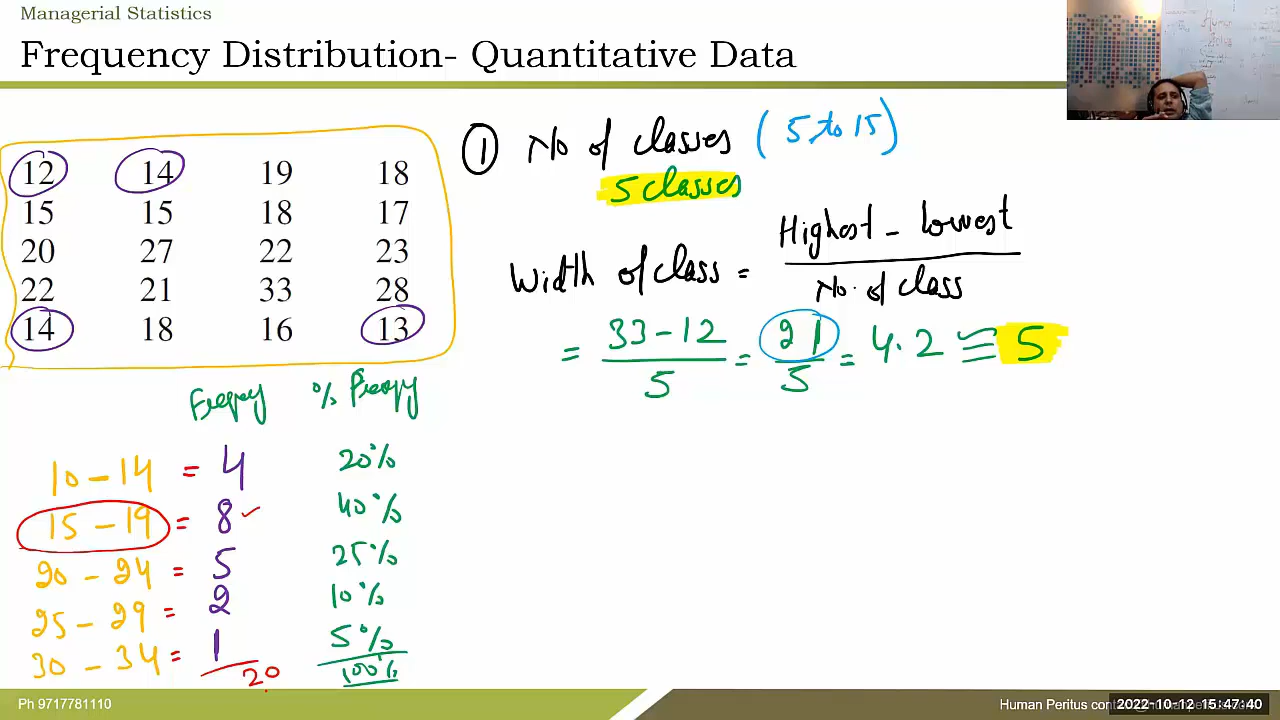 Managerial Statistics
Frequency Distribution- Quantitative Data
12 14 19 18
15 15 18 17
20 27 22 23
22 21 33 28
14 18 16 13
① No of classes (5 to 15)
5 classes
Width of class = Highest - lowest / No. of class
= 33-12 / 5 = 21 / 5 = 4.2 ≅ 5
10 - 14 = 4 20%
15 - 19 = 8 ✓ 40%
20 - 24 = 5 25%
25 - 29 = 2 10%
30 - 34 = 1 5%
20 100%
Ph 9717781110
Human Peritus
2022-10-12 15:47:40